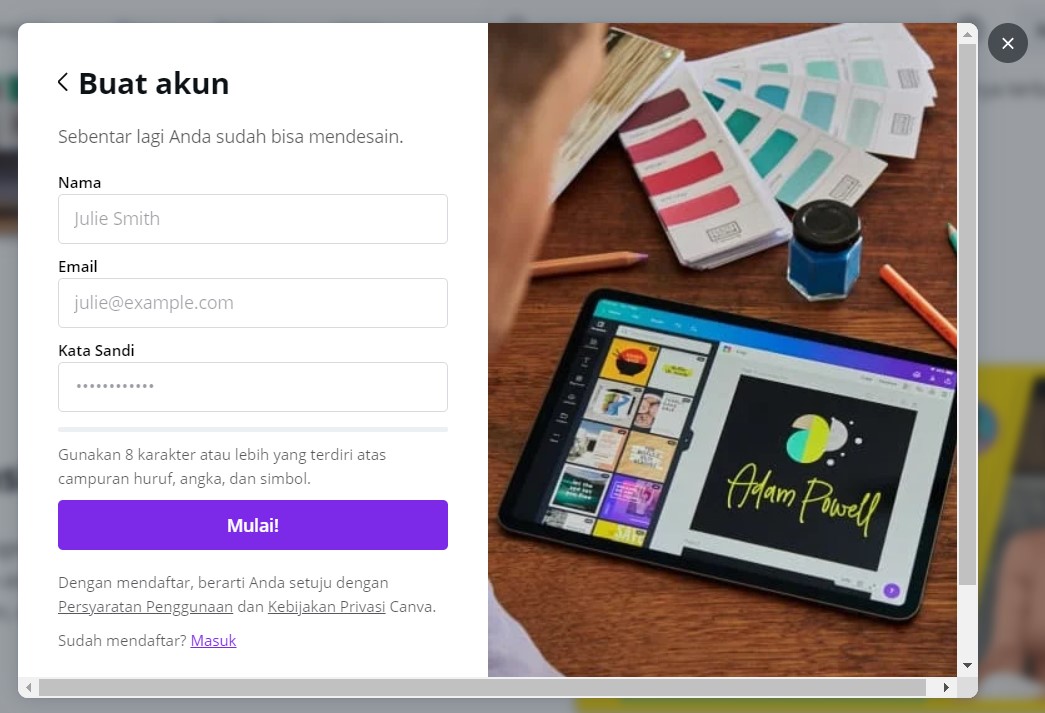 Buat akun
Sebentar lagi Anda sudah bisa mendesain.
Nama
Julie Smith
Email
julie@example.com
Kata Sandi
••••••••••••
Gunakan 8 karakter atau lebih yang terdiri atas
campuran huruf, angka, dan simbol.
Mulai!
Dengan mendaftar, berarti Anda setuju dengan
Persyaratan Penggunaan dan Kebijakan Privasi Canva.
Sudah mendaftar? Masuk
Adam Powell